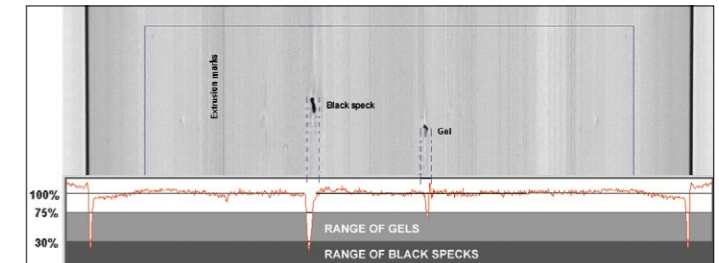 Extrusion marks
Black speck
Gel
100%
75%
RANGE OF GELS
30%
RANGE OF BLACK SPECKS